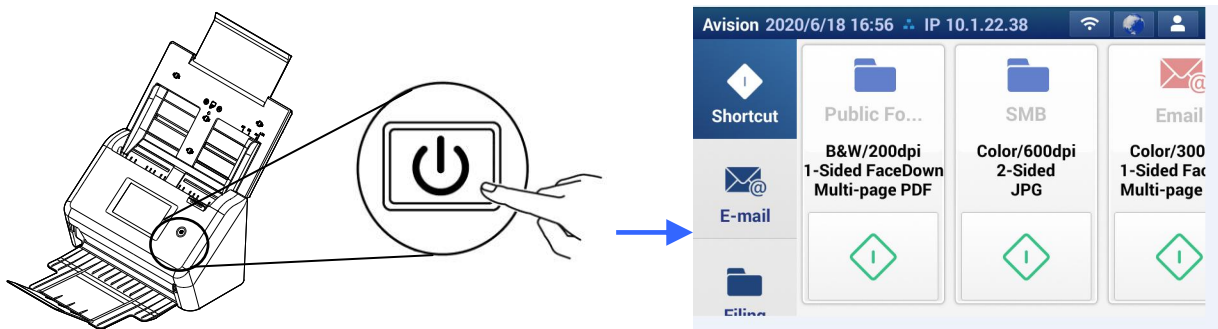 Avision 2020/6/18 16:56 IP 10.1.22.38
Shortcut
E-mail
Filing
Public Fo...
B&W/200dpi
1-Sided FaceDown
Multi-page PDF
SMB
Color/600dpi
2-Sided
JPG
Email
Color/300
1-Sided Fac
Multi-page